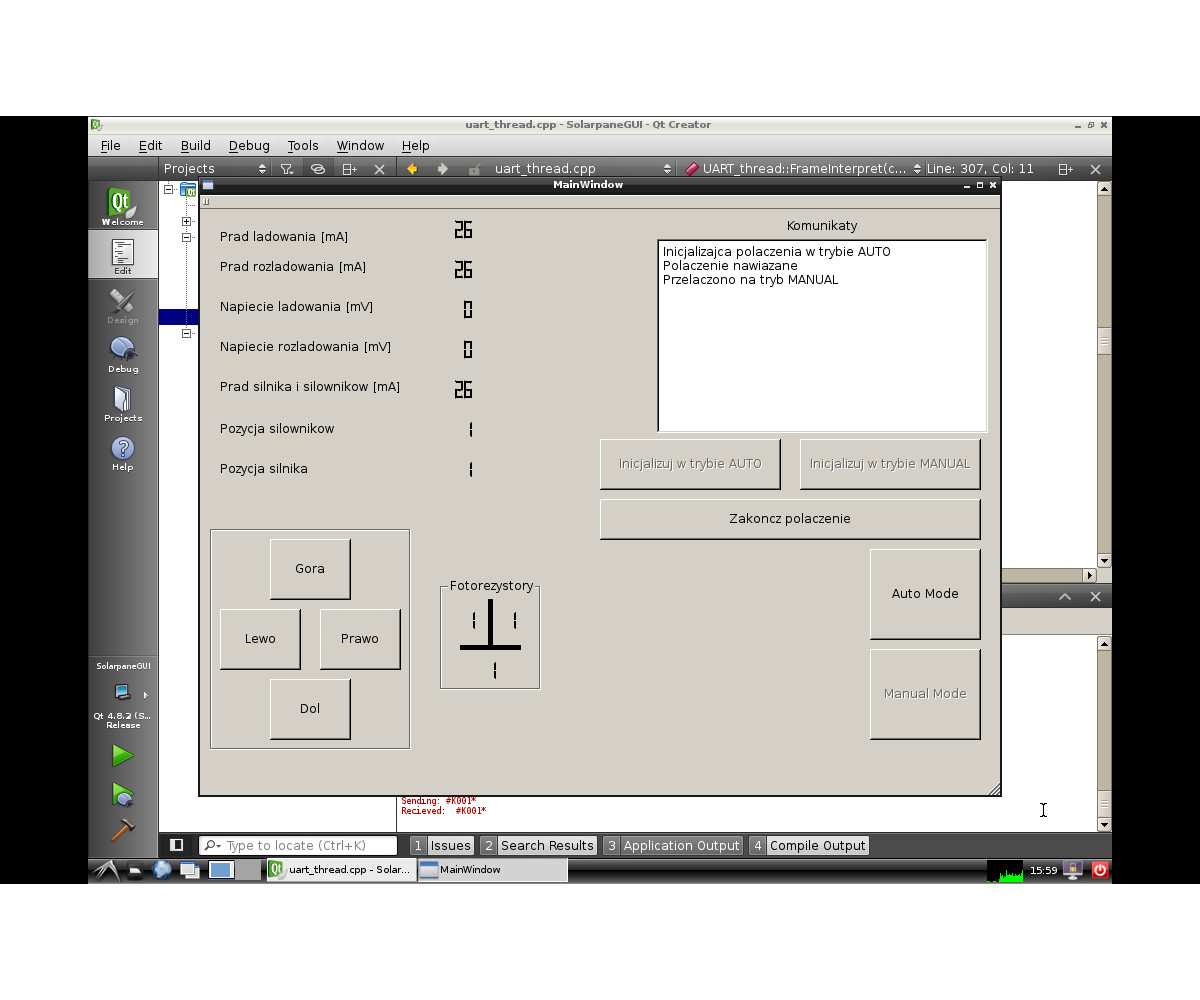 uart_thread.cpp - SolarpaneGUI - Qt Creator
File Edit Build Debug Tools Window Help
Projects uart_thread.cpp UART_thread::FrameInterpret(c... Line: 307, Col: 11
MainWindow
Welcome
Edit
Design
Debug
Projects
Help
SolarpaneGUI
Qt 4.8.2 (S...
Release
Prad ladowania [mA] 26
Prad rozladowania [mA] 26
Napiecie ladowania [mV] 0
Napiecie rozladowania [mV] 0
Prad silnika i silownikow [mA] 26
Pozycja silownikow 1
Pozycja silnika 1
Komunikaty
Inicjalizajca polaczenia w trybie AUTO
Polaczenie nawiazane
Przelaczono na tryb MANUAL
Inicjalizuj w trybie AUTO Inicjalizuj w trybie MANUAL
Zakoncz polaczenie
Gora
Lewo Prawo
Dol
Fotorezystory
1 1
1
Auto Mode
Manual Mode
Sending: #K001*
Recieved: #K001*
Type to locate (Ctrl+K) 1 Issues 2 Search Results 3 Application Output 4 Compile Output
uart_thread.cpp - Solar... MainWindow 15:59